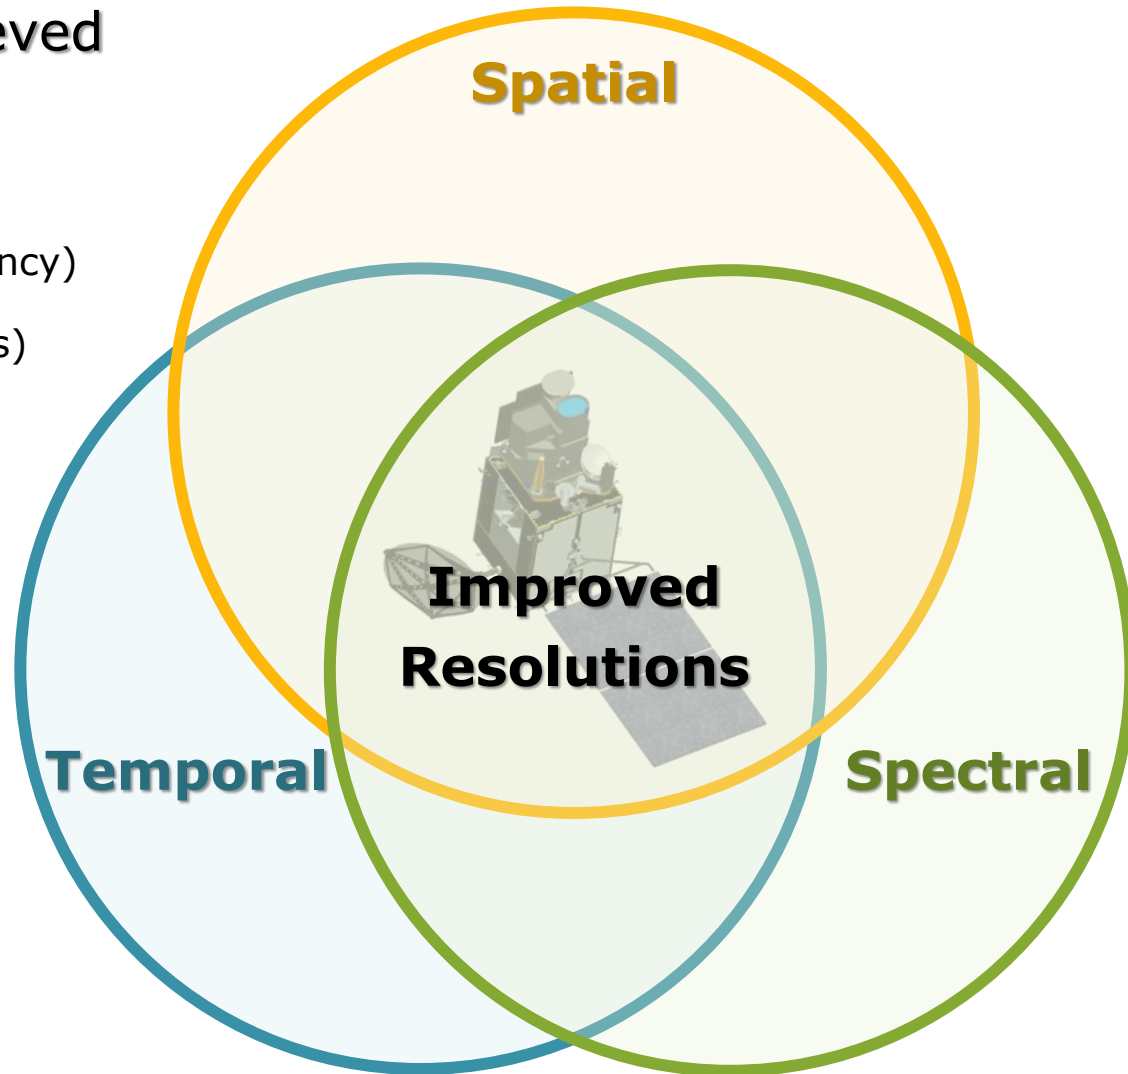 eved
Spatial
ncy)
s)
Improved
Resolutions
Temporal
Spectral